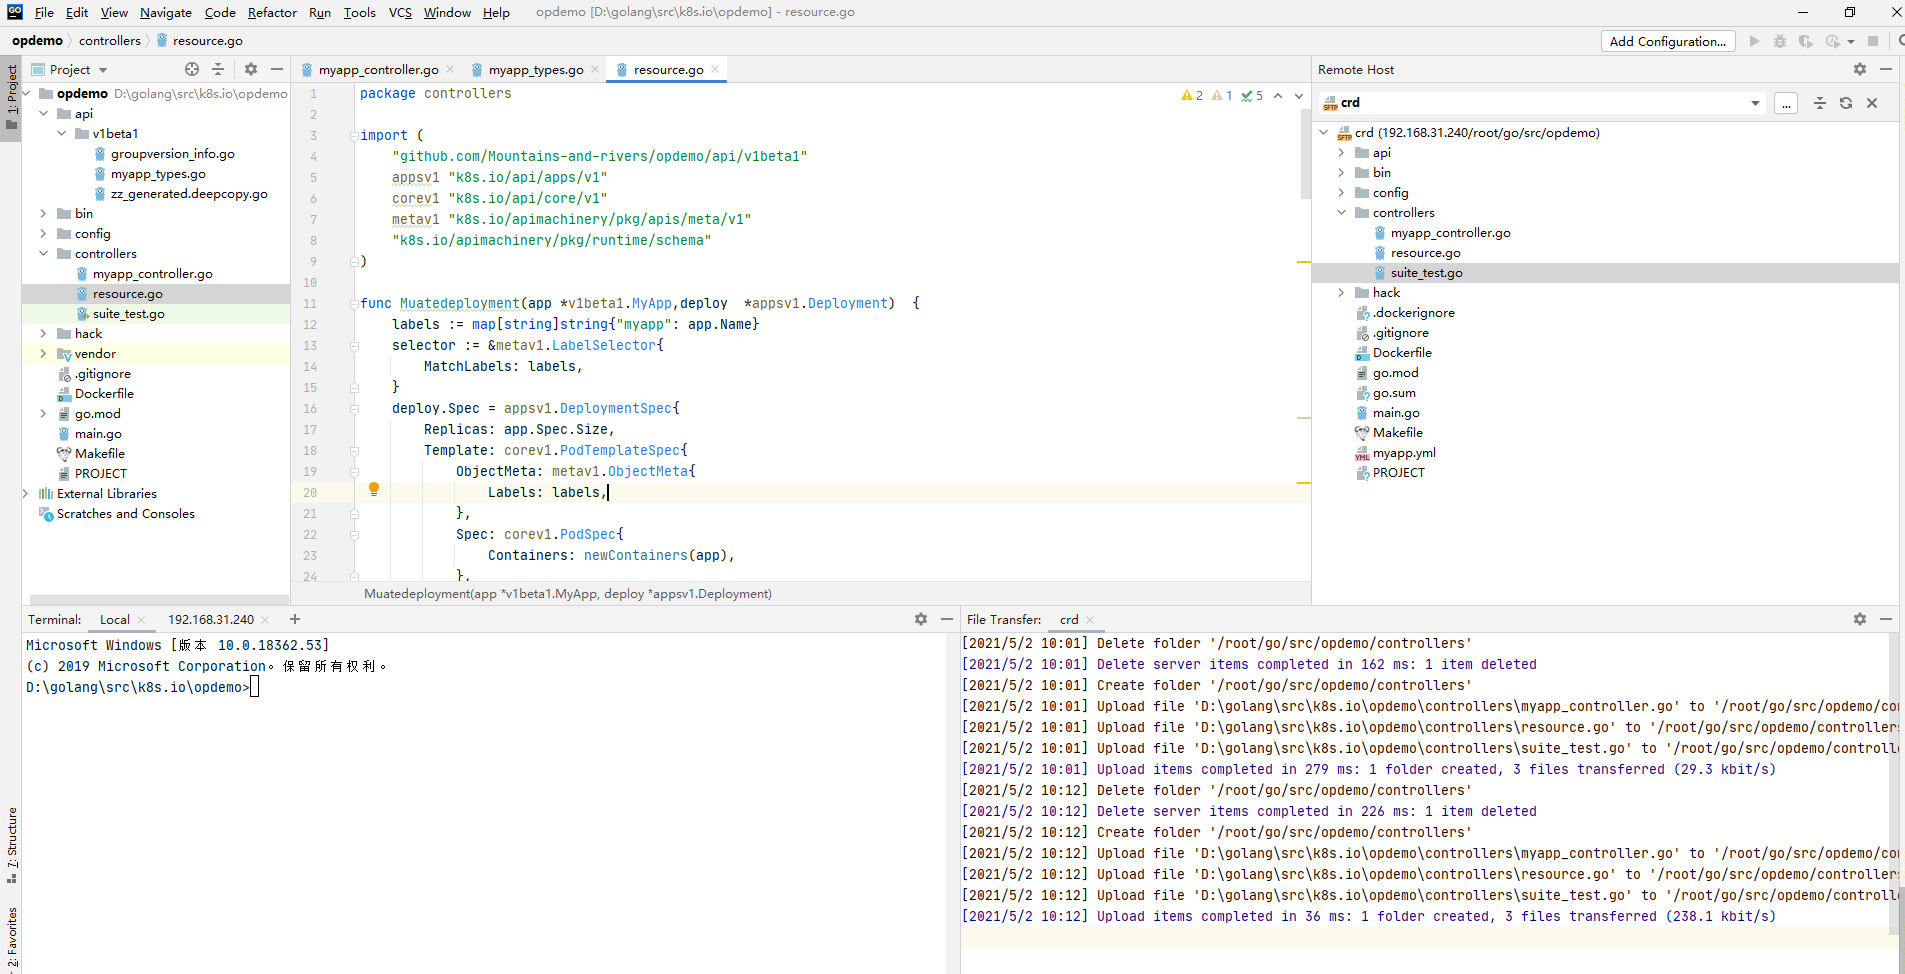 File Edit View Navigate Code Refactor Run Tools VCS Window Help opdemo [D:\golang\src\k8s.io\opdemo] - resource.go
opdemo controllers resource.go
Add Configuration...
1: Project
7: Structure
2: Favorites
Project
opdemo D:\golang\src\k8s.io\opdemo
api
v1beta1
groupversion_info.go
myapp_types.go
zz_generated.deepcopy.go
bin
config
controllers
myapp_controller.go
resource.go
suite_test.go
hack
vendor
.gitignore
Dockerfile
go.mod
main.go
Makefile
PROJECT
External Libraries
Scratches and Consoles
myapp_controller.go myapp_types.go resource.go
2 1 5
1 package controllers
2
3 import (
4 "github.com/Mountains-and-rivers/opdemo/api/v1beta1"
5 appsv1 "k8s.io/api/apps/v1"
6 corev1 "k8s.io/api/core/v1"
7 metav1 "k8s.io/apimachinery/pkg/apis/meta/v1"
8 "k8s.io/apimachinery/pkg/runtime/schema"
9 )
10
11 func Muatedeployment(app *v1beta1.MyApp,deploy *appsv1.Deployment) {
12 labels := map[string]string{"myapp": app.Name}
13 selector := &metav1.LabelSelector{
14 MatchLabels: labels,
15 }
16 deploy.Spec = appsv1.DeploymentSpec{
17 Replicas: app.Spec.Size,
18 Template: corev1.PodTemplateSpec{
19 ObjectMeta: metav1.ObjectMeta{
20 Labels: labels,
21 },
22 Spec: corev1.PodSpec{
23 Containers: newContainers(app),
24 },
Muatedeployment(app *v1beta1.MyApp, deploy *appsv1.Deployment)
Remote Host
crd
...
crd (192.168.31.240/root/go/src/opdemo)
api
bin
config
controllers
myapp_controller.go
resource.go
suite_test.go
hack
.dockerignore
.gitignore
Dockerfile
go.mod
go.sum
main.go
Makefile
myapp.yml
PROJECT
Terminal: Local 192.168.31.240
Microsoft Windows [版本 10.0.18362.53]
(c) 2019 Microsoft Corporation。保留所有权利。
D:\golang\src\k8s.io\opdemo>
File Transfer: crd
[2021/5/2 10:01] Delete folder '/root/go/src/opdemo/controllers'
[2021/5/2 10:01] Delete server items completed in 162 ms: 1 item deleted
[2021/5/2 10:01] Create folder '/root/go/src/opdemo/controllers'
[2021/5/2 10:01] Upload file 'D:\golang\src\k8s.io\opdemo\controllers\myapp_controller.go' to '/root/go/src/opdemo/con
[2021/5/2 10:01] Upload file 'D:\golang\src\k8s.io\opdemo\controllers\resource.go' to '/root/go/src/opdemo/controllers
[2021/5/2 10:01] Upload file 'D:\golang\src\k8s.io\opdemo\controllers\suite_test.go' to '/root/go/src/opdemo/controll
[2021/5/2 10:01] Upload items completed in 279 ms: 1 folder created, 3 files transferred (29.3 kbit/s)
[2021/5/2 10:12] Delete folder '/root/go/src/opdemo/controllers'
[2021/5/2 10:12] Delete server items completed in 226 ms: 1 item deleted
[2021/5/2 10:12] Create folder '/root/go/src/opdemo/controllers'
[2021/5/2 10:12] Upload file 'D:\golang\src\k8s.io\opdemo\controllers\myapp_controller.go' to '/root/go/src/opdemo/con
[2021/5/2 10:12] Upload file 'D:\golang\src\k8s.io\opdemo\controllers\resource.go' to '/root/go/src/opdemo/controllers
[2021/5/2 10:12] Upload file 'D:\golang\src\k8s.io\opdemo\controllers\suite_test.go' to '/root/go/src/opdemo/controll
[2021/5/2 10:12] Upload items completed in 36 ms: 1 folder created, 3 files transferred (238.1 kbit/s)